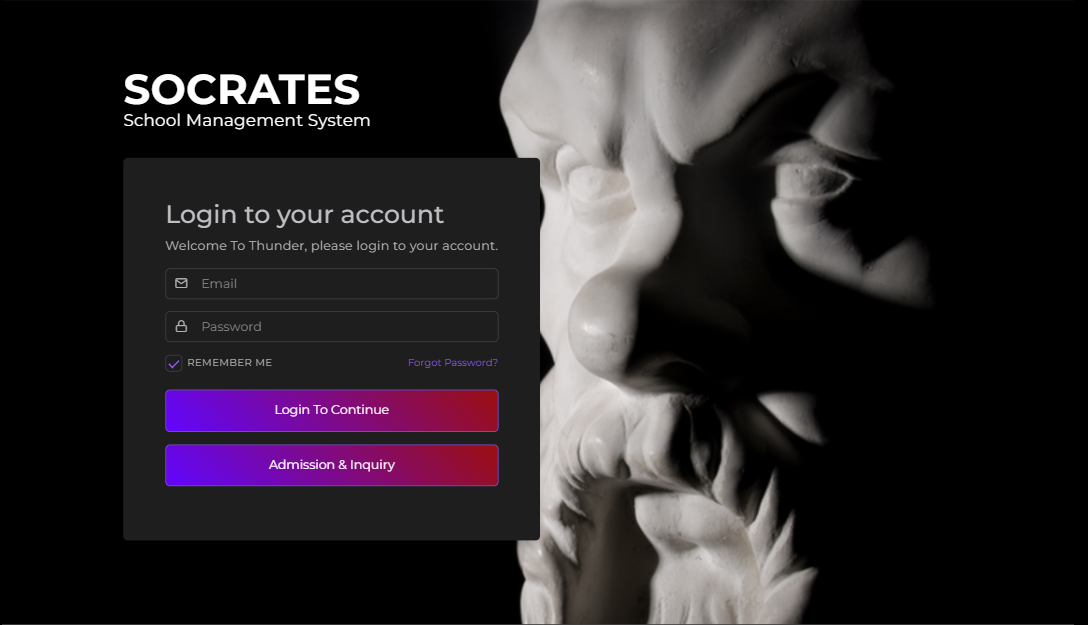 SOCRATES
School Management System
Login to your account
Welcome To Thunder, please login to your account.
Email
Password
REMEMBER ME
Forgot Password?
Login To Continue
Admission & Inquiry